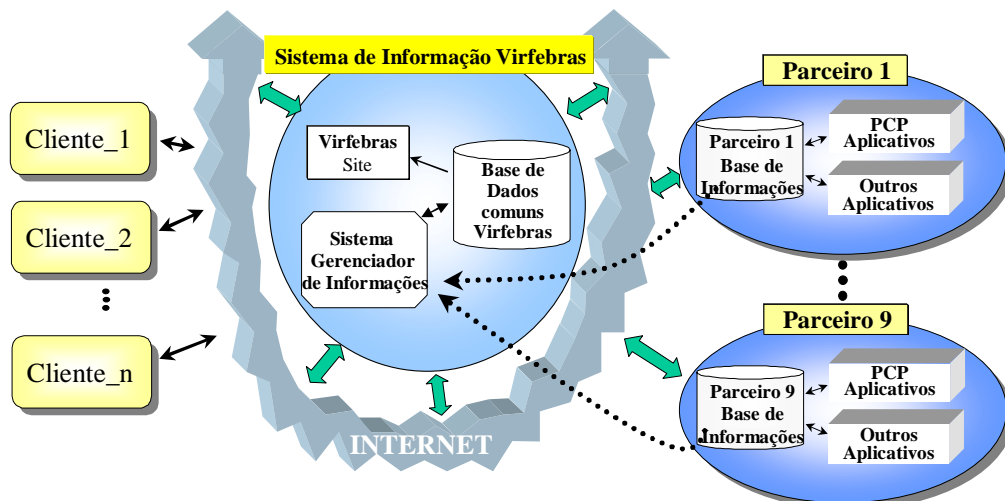 Sistema de Informação Virfebras
Cliente_1
Cliente_2
Cliente_n
Virfebras
Site
Base de
Dados
comuns
Virfebras
Sistema
Gerenciador
de Informações
INTERNET
Parceiro 1
Parceiro 1
Base de
Informações
PCP
Aplicativos
Outros
Aplicativos
Parceiro 9
Parceiro 9
Base de
Informações
PCP
Aplicativos
Outros
Aplicativos